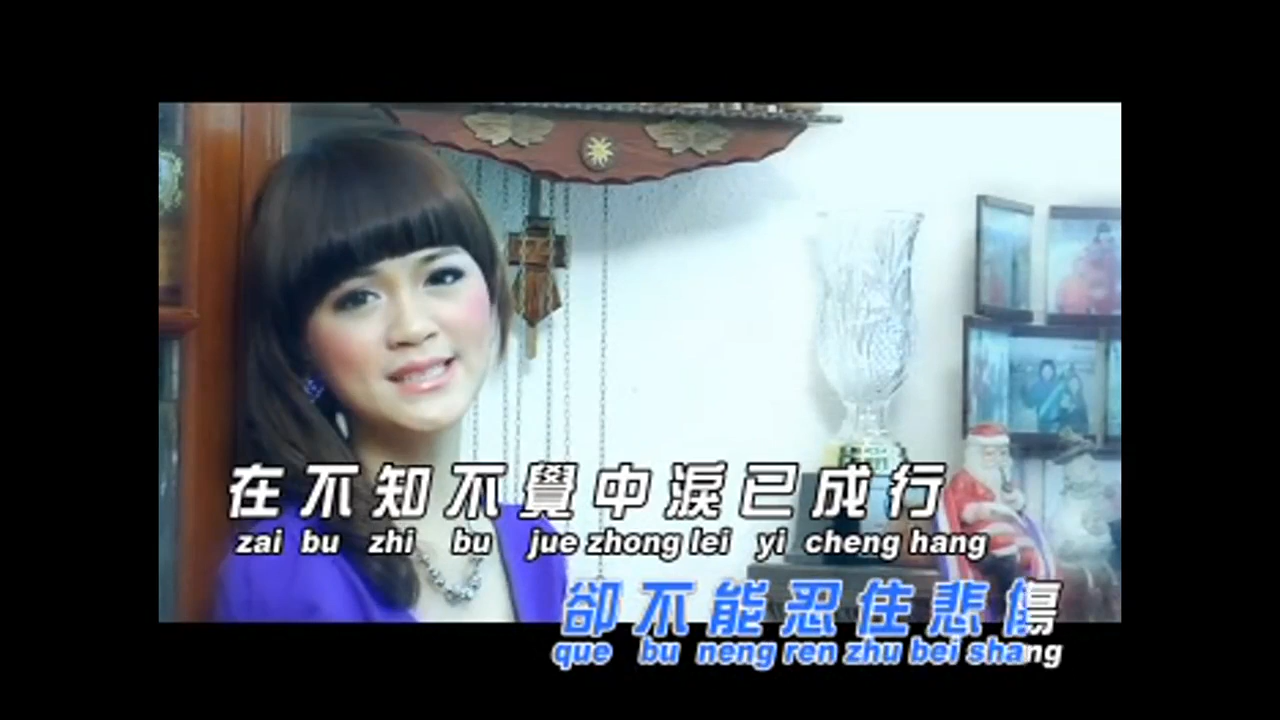 在不知不覺中淚已成行
zai bu zhi bu jue zhong lei yi cheng hang
卻不能忍住悲傷
que bu neng ren zhu bei shang